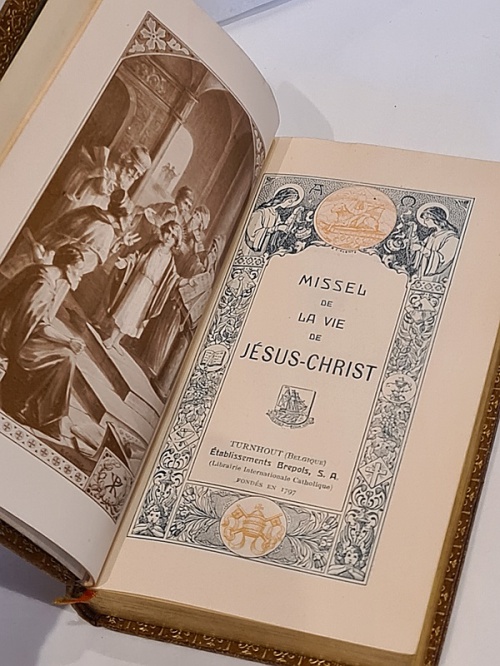 A Ω
MISSEL
DE
LA VIE
DE
JÉSUS-CHRIST
TURNHOUT (BELGIQUE)
Établissements Brepols, S. A.
(Librairie Internationale Catholique)
FONDÉS EN 1797